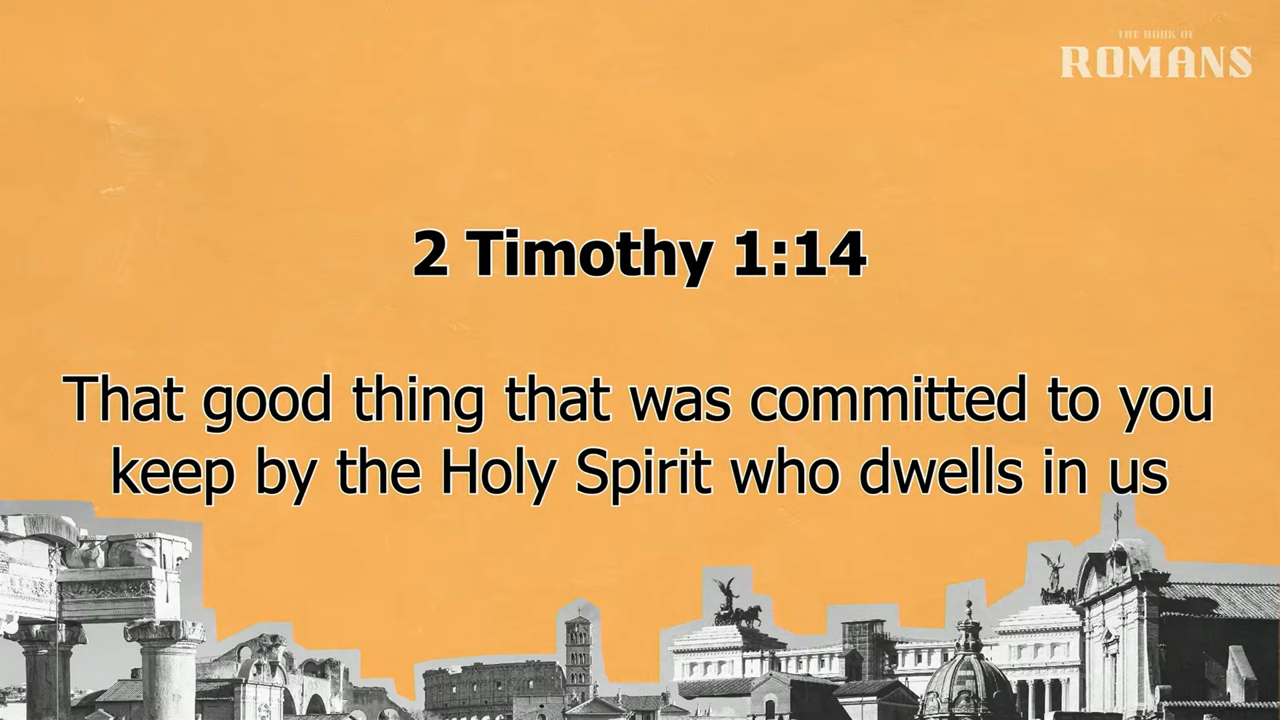 THE BOOK OF
ROMANS
2 Timothy 1:14
That good thing that was committed to you
keep by the Holy Spirit who dwells in us